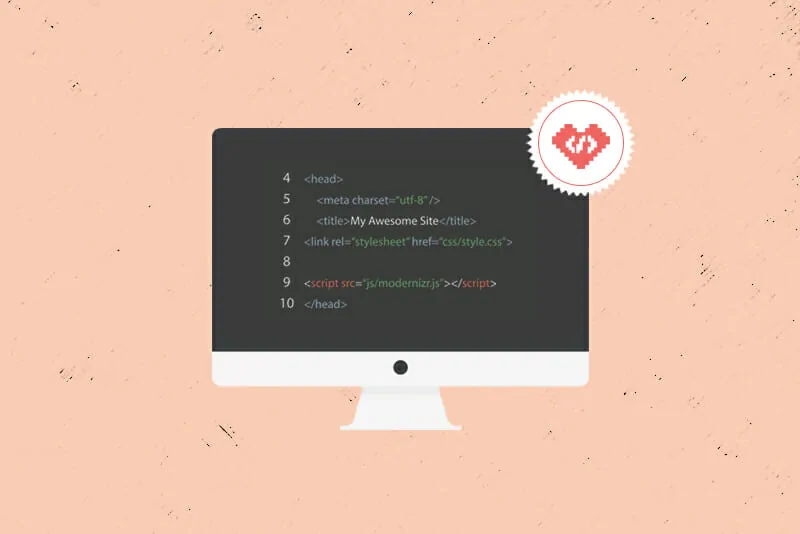 4 <head>
5 <meta charset="utf-8" />
6 <title>My Awesome Site</title>
7 <link rel="stylesheet" href="css/style.css">
8
9 <script src="js/modernizr.js"></script>
10 </head>
</>